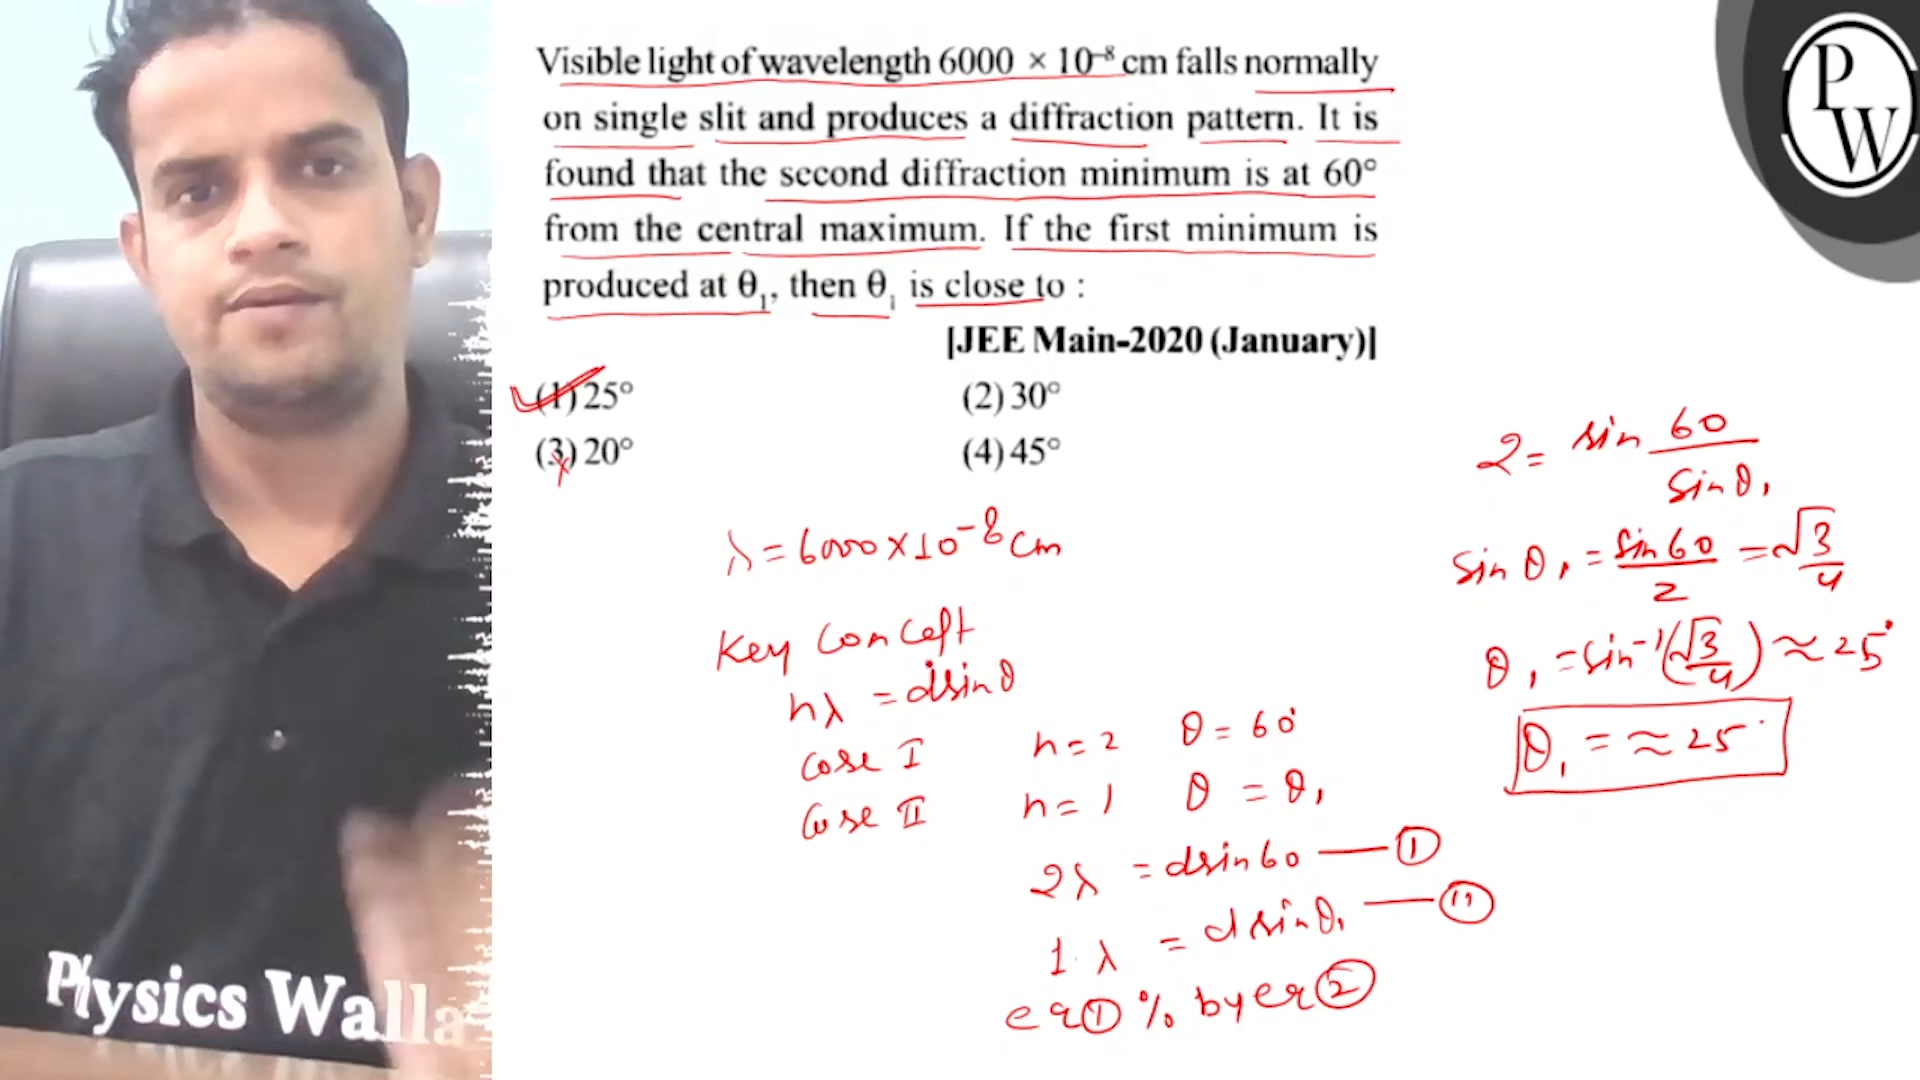 Visible light of wavelength 6000 × 10⁻⁸ cm falls normally
on single slit and produces a diffraction pattern. It is
found that the second diffraction minimum is at 60°
from the central maximum. If the first minimum is
produced at θ₁, then θ₁ is close to :
[JEE Main-2020 (January)]
(1) 25°
(2) 30°
(3) 20°
(4) 45°
λ = 6000 × 10⁻⁸ cm
Key Concept
nλ = d sin θ
Case I n = 2 θ = 60°
Case II n = 1 θ = θ₁
2λ = d sin 60 — ①
1.λ = d sin θ₁ — ⑪
eq ① % by eq ②
2 = sin 60 / sin θ₁
sin θ₁ = sin 60 / 2 = √3 / 4
θ₁ = sin⁻¹(√3/4) ≈ 25°
θ₁ = ≈ 25°
PW
Physics Walla